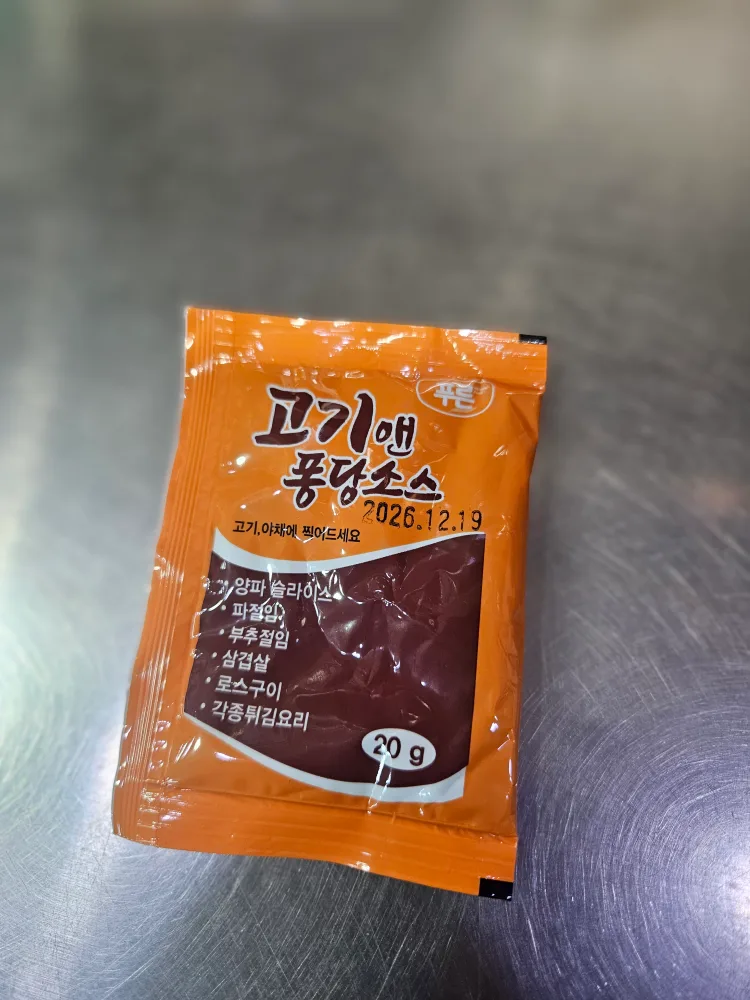 푸른
고기앤
퐁당소스
2026.12.19
고기,야채에 찍어드세요
· 양파 슬라이스
· 파절임
· 부추절임
· 삼겹살
· 로스구이
· 각종튀김요리
20 g